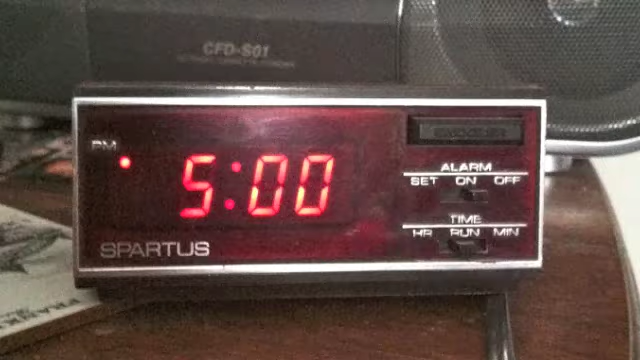 CFD-S01
PM
5:00
ALARM
SET ON OFF
TIME
HR RUN MIN
SPARTUS